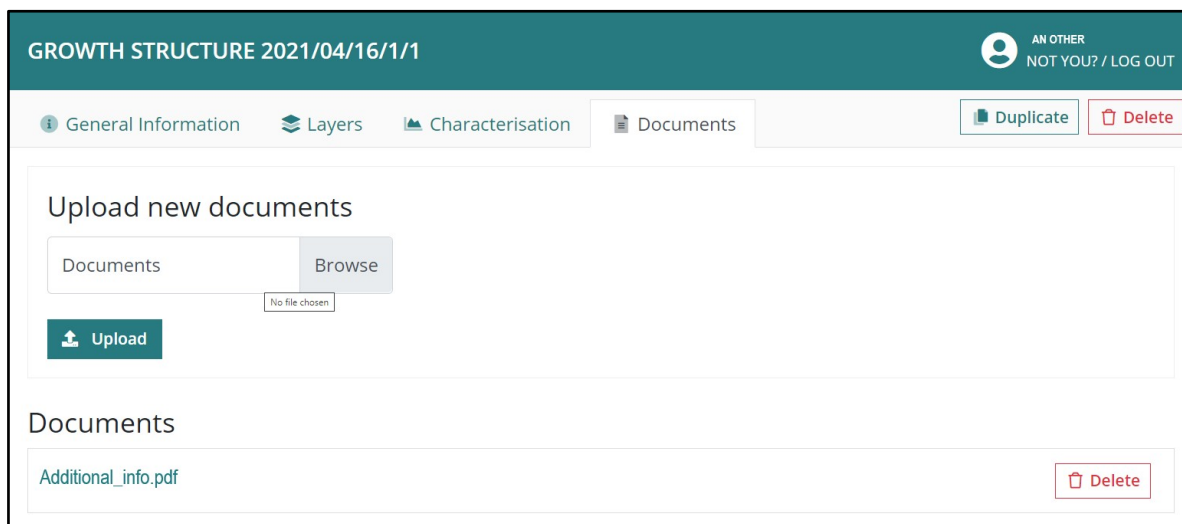 GROWTH STRUCTURE 2021/04/16/1/1
AN OTHER
NOT YOU? / LOG OUT
General Information Layers Characterisation Documents Duplicate Delete
Upload new documents
Documents Browse
No file chosen
Upload
Documents
Additional_info.pdf Delete